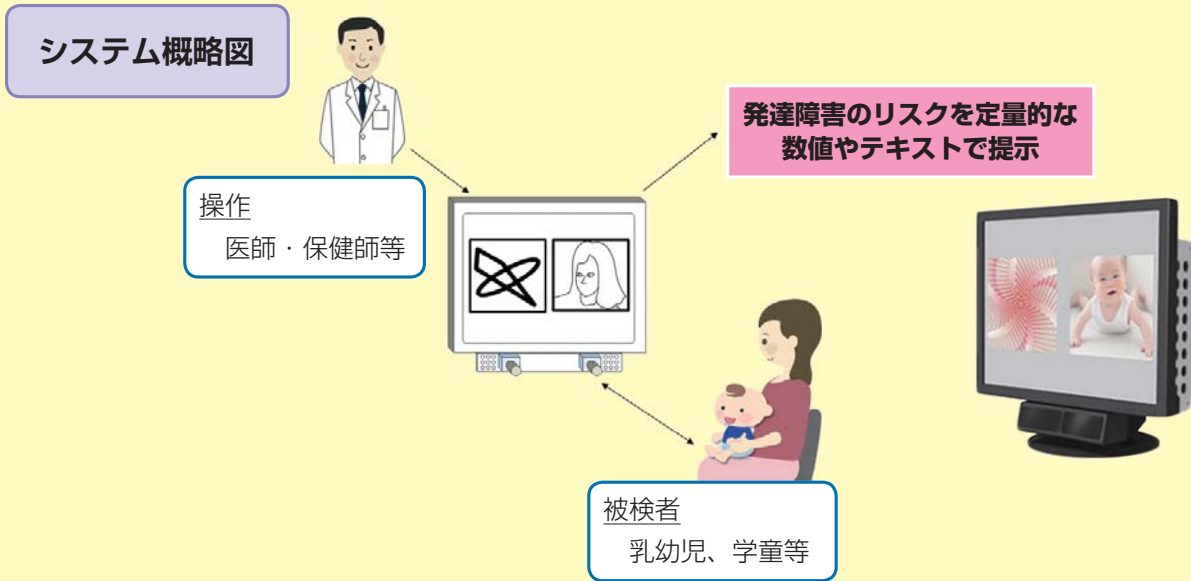 システム概略図
発達障害のリスクを定量的な
数値やテキストで提示
操作
医師・保健師等
被検者
乳幼児、学童等